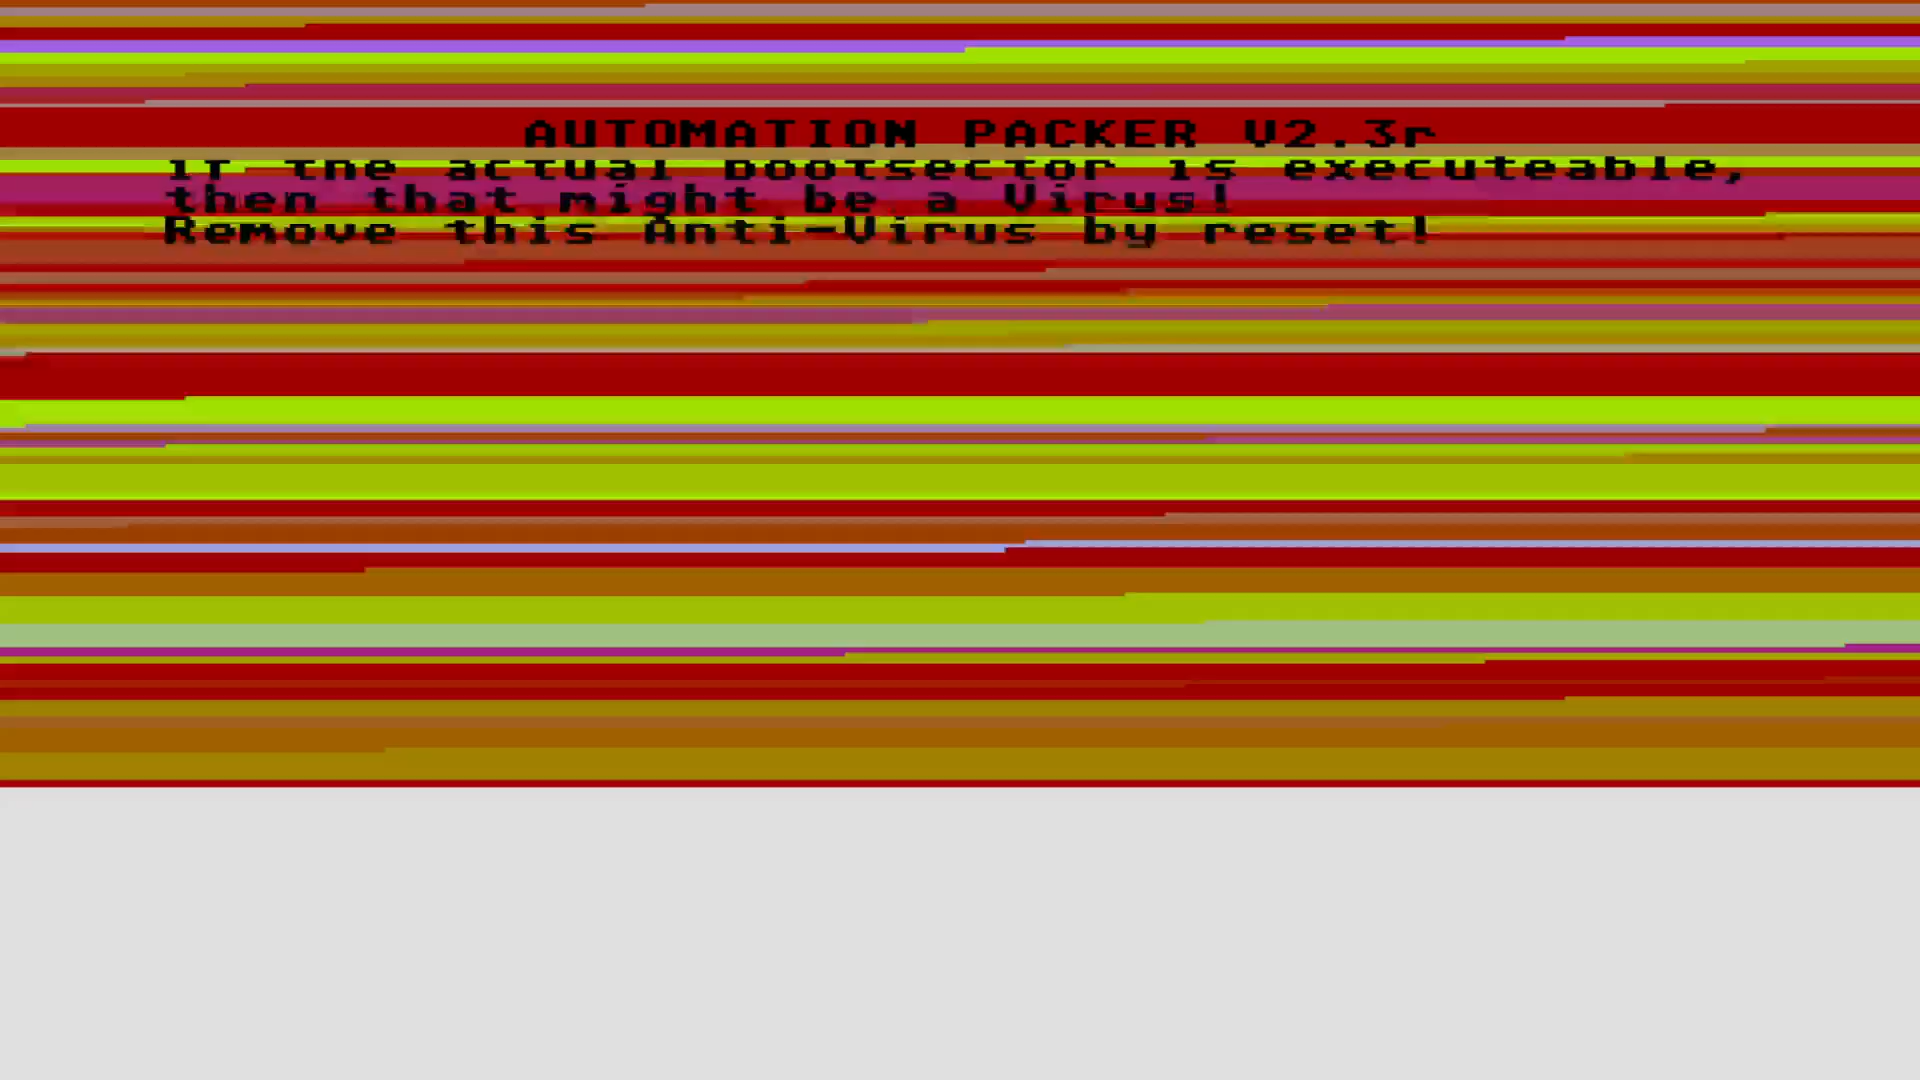 AUTOMATION PACKER V2.3r
if the actual bootsector is executeable,
then that might be a Virus!
Remove this Anti-Virus by reset!